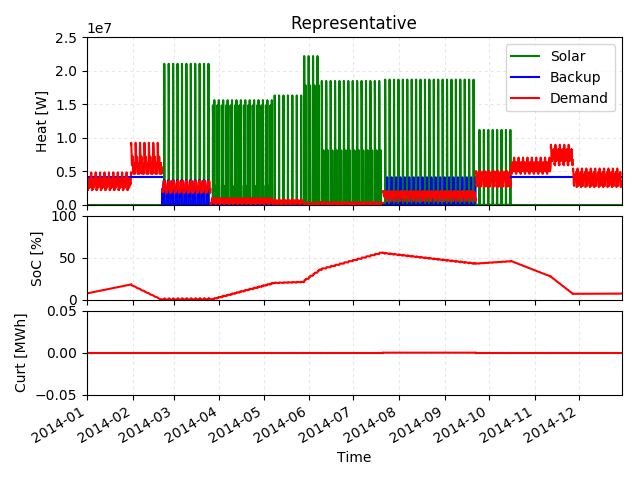 Representative
1e7
2.5
2.0
1.5
1.0
0.5
0.0
Heat [W]
Solar
Backup
Demand
100
50
0
SoC [%]
0.05
0.00
−0.05
Curt [MWh]
2014-01
2014-02
2014-03
2014-04
2014-05
2014-06
2014-07
2014-08
2014-09
2014-10
2014-11
2014-12
Time